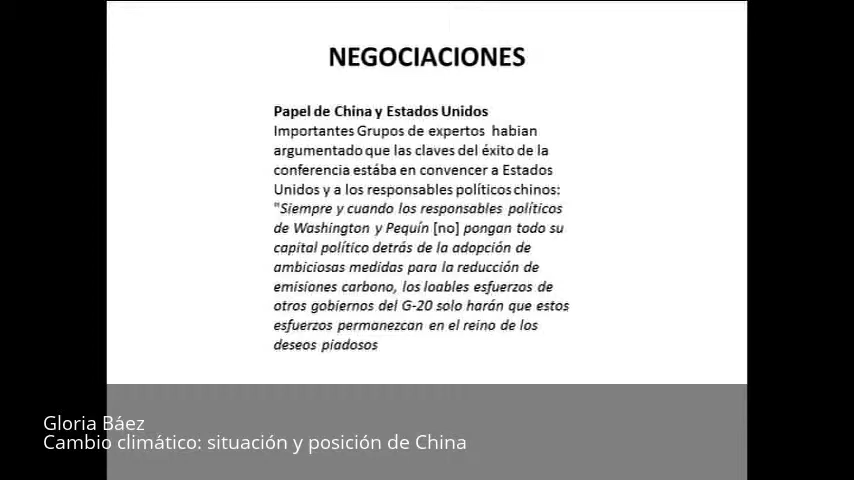 NEGOCIACIONES
Papel de China y Estados Unidos
Importantes Grupos de expertos habian
argumentado que las claves del éxito de la
conferencia estába en convencer a Estados
Unidos y a los responsables políticos chinos:
"Siempre y cuando los responsables políticos
de Washington y Pequín [no] pongan todo su
capital político detrás de la adopción de
ambiciosas medidas para la reducción de
emisiones carbono, los loables esfuerzos de
otros gobiernos del G-20 solo harán que estos
esfuerzos permanezcan en el reino de los
deseos piadosos
Gloria Báez
Cambio climático: situación y posición de China